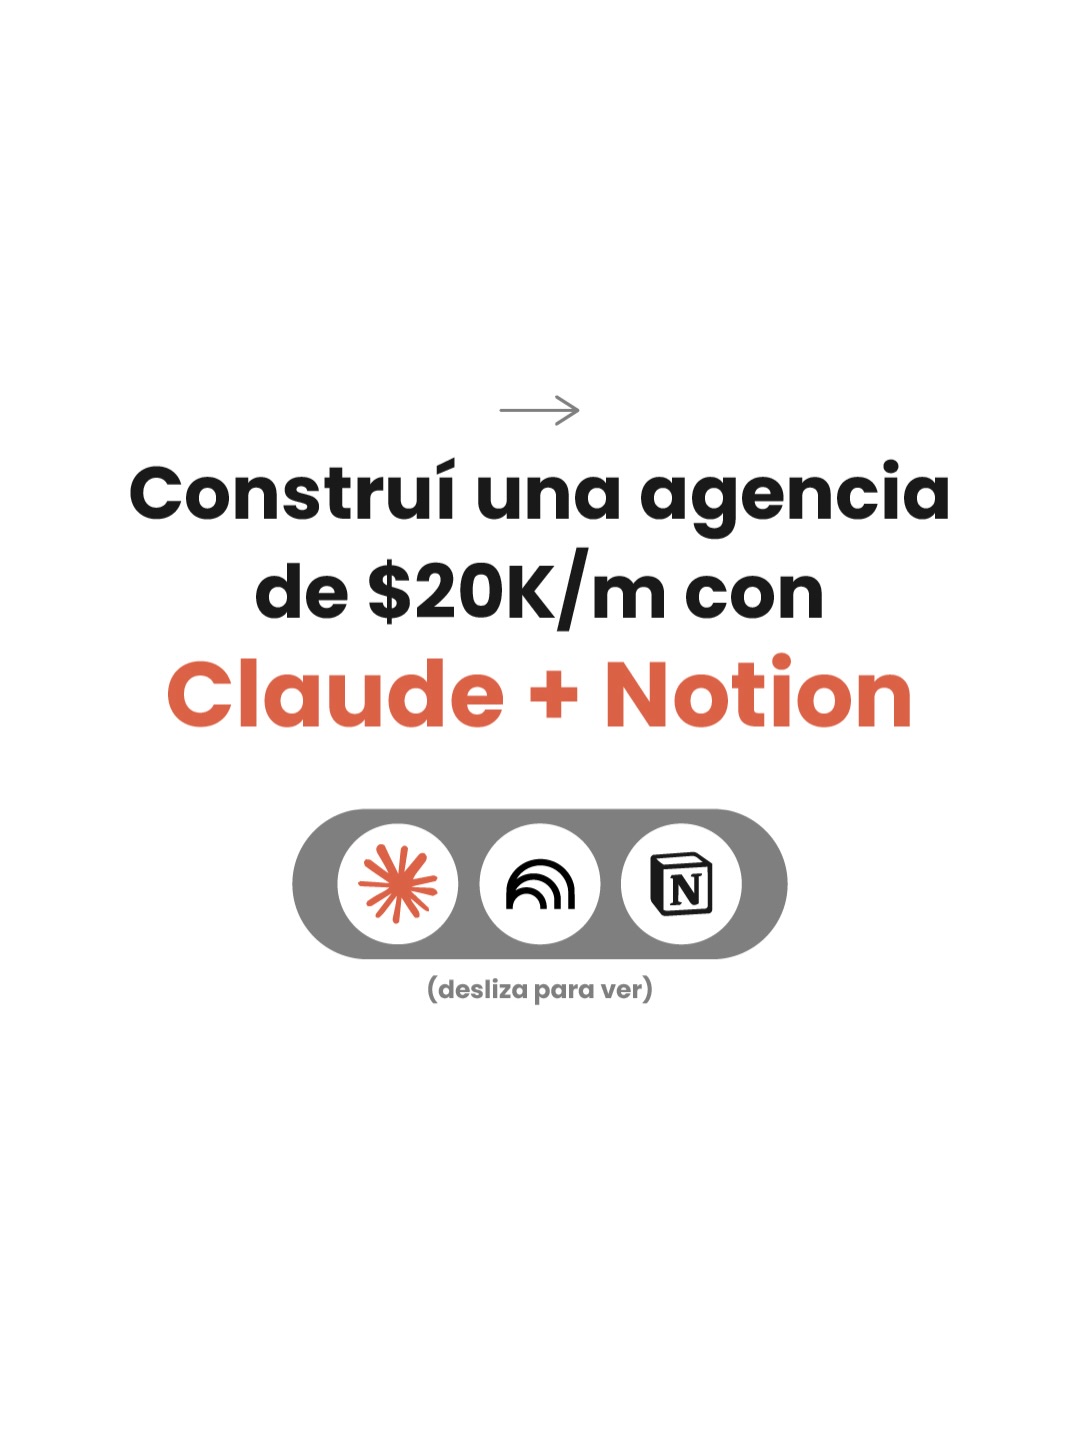 Construí una agencia
de $20K/m con
Claude + Notion
N
(desliza para ver)